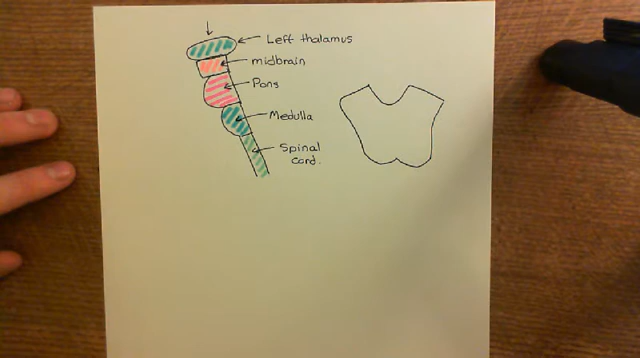 Left thalamus
midbrain
Pons
Medulla
Spinal
cord.